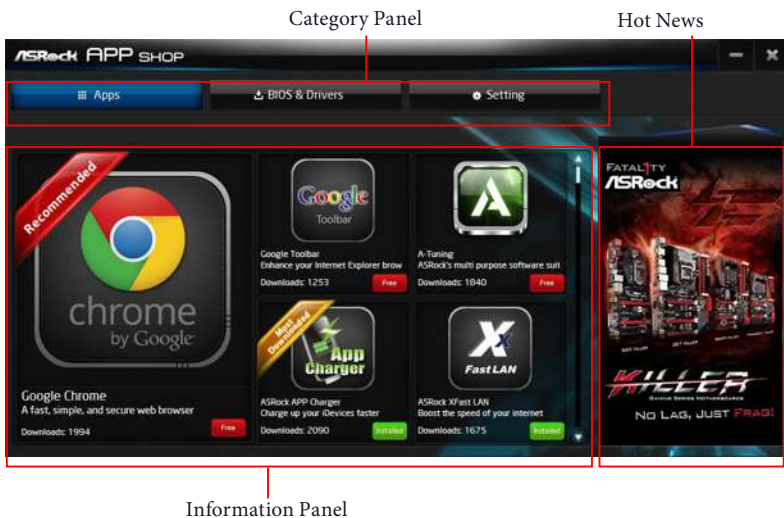 Category Panel
Hot News
ASRock APP SHOP
Apps
BIOS & Drivers
Setting
Recommended
chrome
by Google
Google Chrome
A fast, simple, and secure web browser
Downloads: 1994
Free
Google
Toolbar
Google Toolbar
Enhance your Internet Explorer brow
Downloads: 1253
Free
A-Tuning
ASRock's multi purpose software suit
Downloads: 1840
Free
Most Downloaded
App
Charger
ASRock APP Charger
Charge up your iDevices faster
Downloads: 2090
Installed
X
Fast LAN
ASRock XFast LAN
Boost the speed of your internet
Downloads: 1675
Installed
FATAL1TY
ASRock
KILLER
GAMING SERIES MOTHERBOARDS
NO LAG, JUST FRAG!
Information Panel